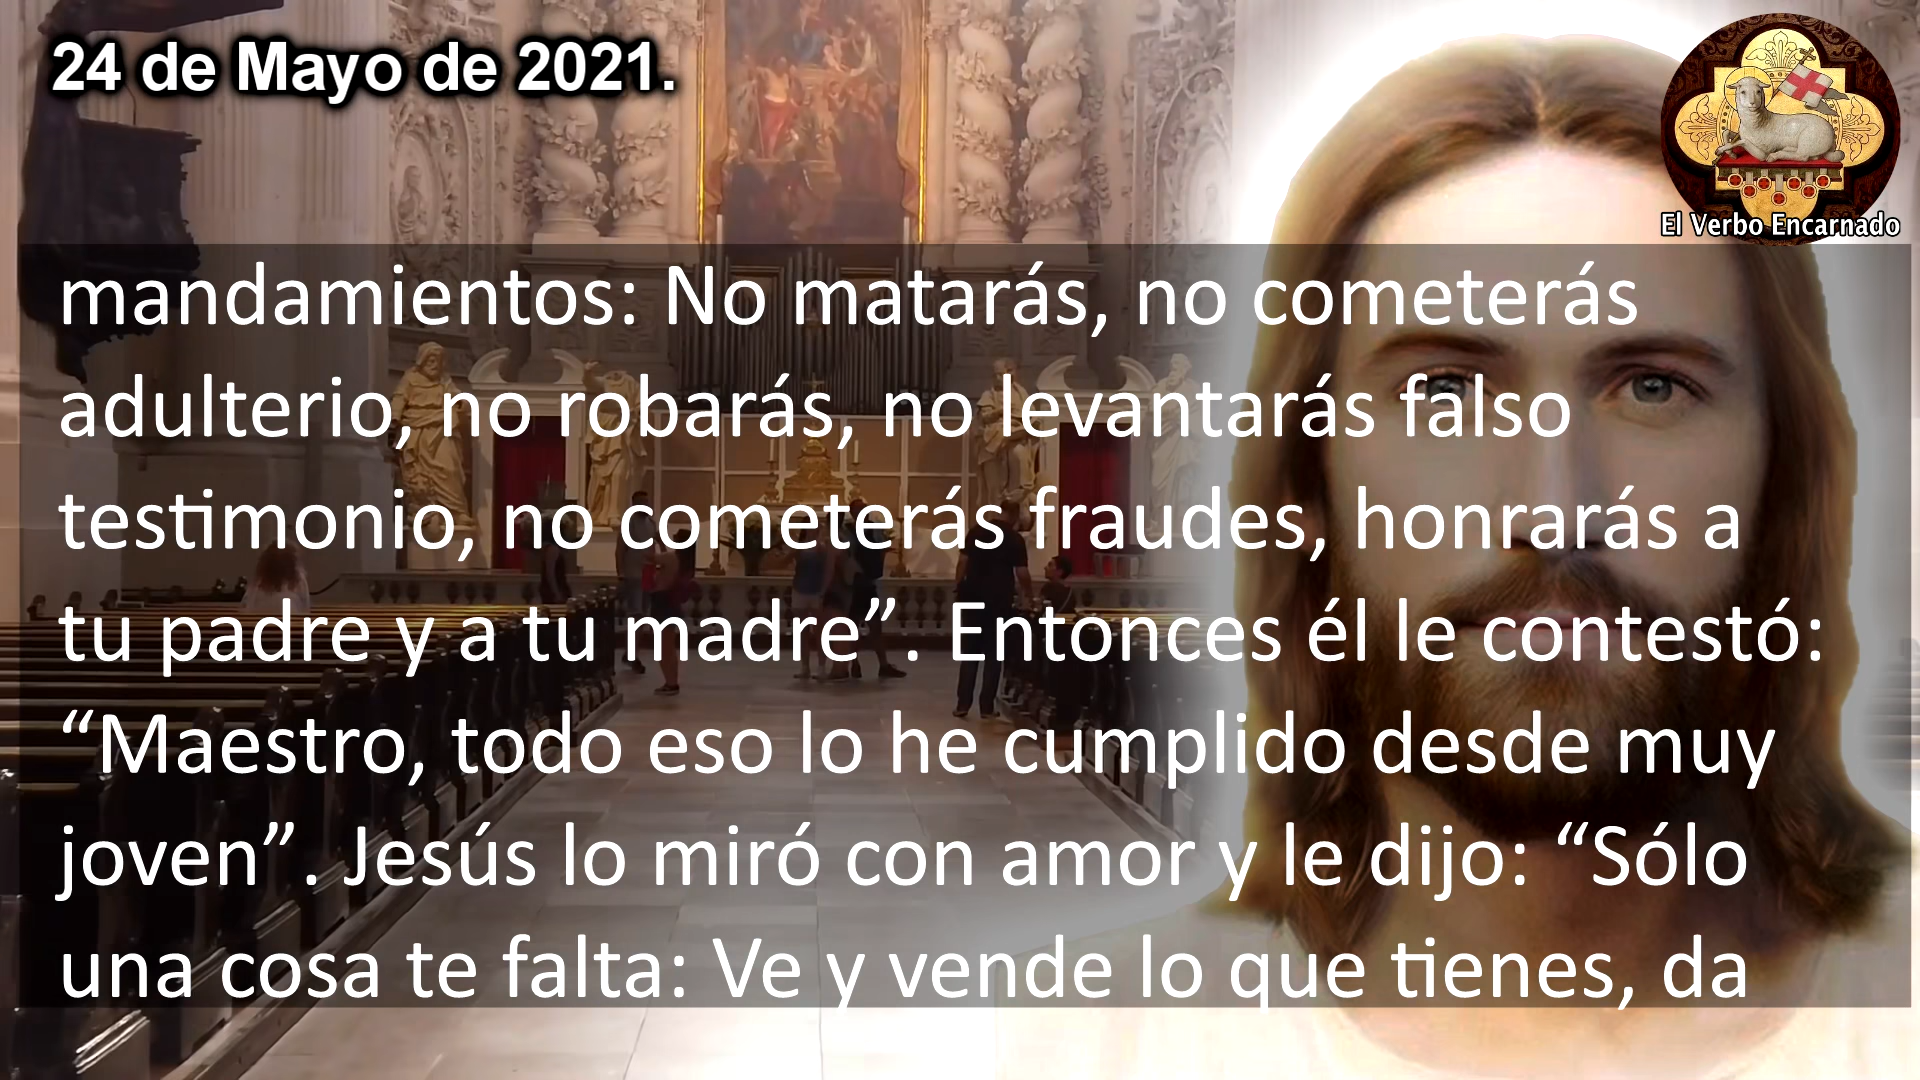 24 de Mayo de 2021.
El Verbo Encarnado
mandamientos: No matarás, no cometerás
adulterio, no robarás, no levantarás falso
testimonio, no cometerás fraudes, honrarás a
tu padre y a tu madre”. Entonces él le contestó:
“Maestro, todo eso lo he cumplido desde muy
joven”. Jesús lo miró con amor y le dijo: “Sólo
una cosa te falta: Ve y vende lo que tienes, da